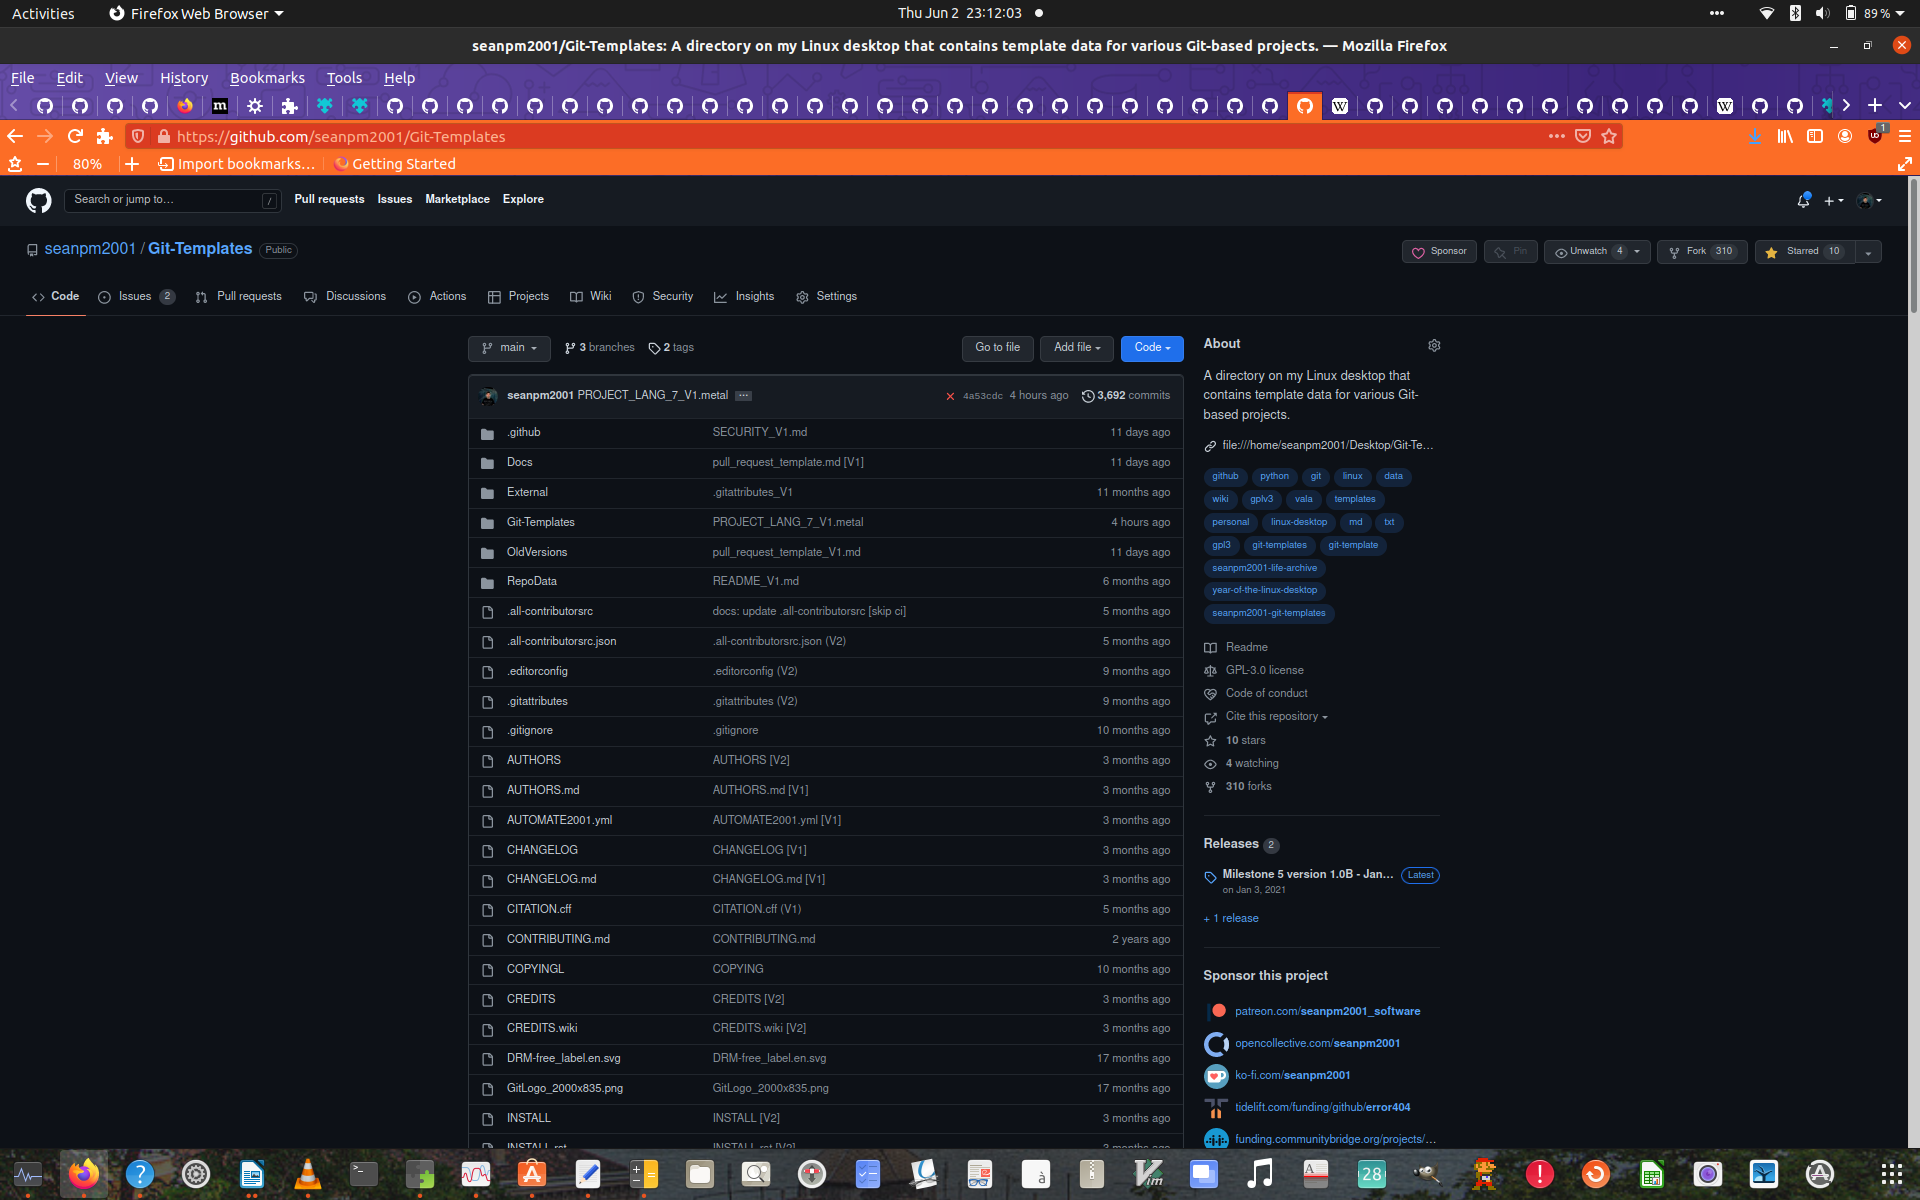 Activities Firefox Web Browser Thu Jun 2 23:12:03 89 %
seanpm2001/Git-Templates: A directory on my Linux desktop that contains template data for various Git-based projects. — Mozilla Firefox
File Edit View History Bookmarks Tools Help
https://github.com/seanpm2001/Git-Templates 1
80% Import bookmarks... Getting Started
Search or jump to... / Pull requests Issues Marketplace Explore
seanpm2001 / Git-Templates Public Sponsor Pin Unwatch 4 Fork 310 Starred 10
Code Issues 2 Pull requests Discussions Actions Projects Wiki Security Insights Settings
main 3 branches 2 tags Go to file Add file Code
seanpm2001 PROJECT_LANG_7_V1.metal ... 4a53cdc 4 hours ago 3,692 commits
.github SECURITY_V1.md 11 days ago
Docs pull_request_template.md [V1] 11 days ago
External .gitattributes_V1 11 months ago
Git-Templates PROJECT_LANG_7_V1.metal 4 hours ago
OldVersions pull_request_template_V1.md 11 days ago
RepoData README_V1.md 6 months ago
.all-contributorsrc docs: update .all-contributorsrc [skip ci] 5 months ago
.all-contributorsrc.json .all-contributorsrc.json (V2) 5 months ago
.editorconfig .editorconfig (V2) 9 months ago
.gitattributes .gitattributes (V2) 9 months ago
.gitignore .gitignore 10 months ago
AUTHORS AUTHORS [V2] 3 months ago
AUTHORS.md AUTHORS.md [V1] 3 months ago
AUTOMATE2001.yml AUTOMATE2001.yml [V1] 3 months ago
CHANGELOG CHANGELOG [V1] 3 months ago
CHANGELOG.md CHANGELOG.md [V1] 3 months ago
CITATION.cff CITATION.cff (V1) 5 months ago
CONTRIBUTING.md CONTRIBUTING.md 2 years ago
COPYINGL COPYING 10 months ago
CREDITS CREDITS [V2] 3 months ago
CREDITS.wiki CREDITS.wiki [V2] 3 months ago
DRM-free_label.en.svg DRM-free_label.en.svg 17 months ago
GitLogo_2000x835.png GitLogo_2000x835.png 17 months ago
INSTALL INSTALL [V2] 3 months ago
INSTALL.rst INSTALL.rst [V2] 3 months ago
About
A directory on my Linux desktop that
contains template data for various Git-
based projects.
file:///home/seanpm2001/Desktop/Git-Te...
github python git linux data
wiki gplv3 vala templates
personal linux-desktop md txt
gpl3 git-templates git-template
seanpm2001-life-archive
year-of-the-linux-desktop
seanpm2001-git-templates
Readme
GPL-3.0 license
Code of conduct
Cite this repository
10 stars
4 watching
310 forks
Releases 2
Milestone 5 version 1.0B - Jan... Latest
on Jan 3, 2021
+ 1 release
Sponsor this project
patreon.com/seanpm2001_software
opencollective.com/seanpm2001
ko-fi.com/seanpm2001
tidelift.com/funding/github/error404
funding.communitybridge.org/projects/...
28